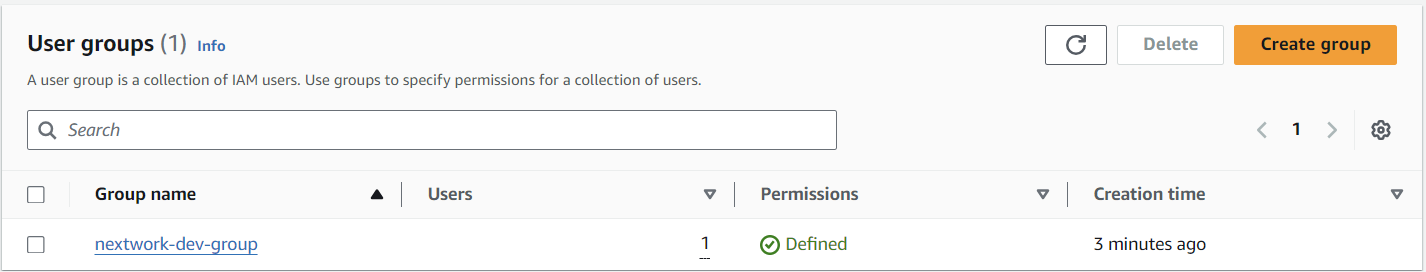 User groups (1) Info
Delete
Create group
A user group is a collection of IAM users. Use groups to specify permissions for a collection of users.
Search
1
Group name Users Permissions Creation time
nextwork-dev-group 1 Defined 3 minutes ago